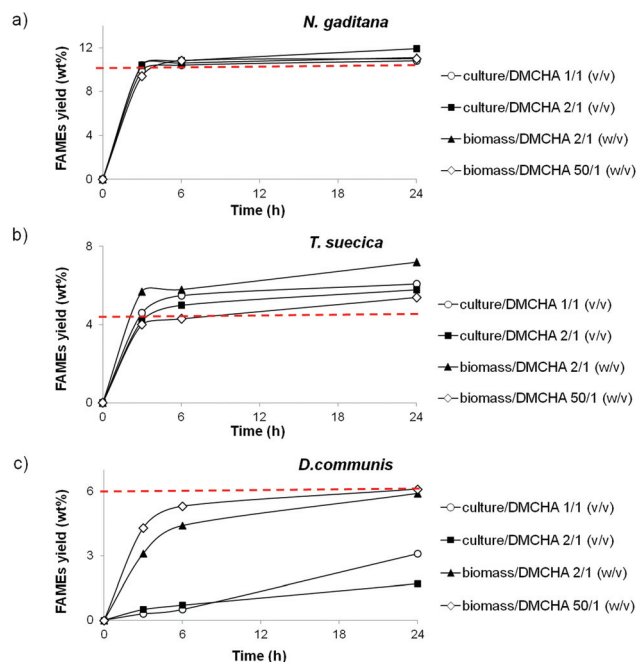 a)
N. gaditana
FAMEs yield (wt%)
12
8
4
0
0 6 12 18 24
Time (h)
culture/DMCHA 1/1 (v/v)
culture/DMCHA 2/1 (v/v)
biomass/DMCHA 2/1 (w/v)
biomass/DMCHA 50/1 (w/v)
b)
T. suecica
FAMEs yield (wt%)
8
4
0
0 6 12 18 24
Time (h)
culture/DMCHA 1/1 (v/v)
culture/DMCHA 2/1 (v/v)
biomass/DMCHA 2/1 (w/v)
biomass/DMCHA 50/1 (w/v)
c)
D.communis
FAMEs yield (wt%)
6
3
0
0 6 12 18 24
Time (h)
culture/DMCHA 1/1 (v/v)
culture/DMCHA 2/1 (v/v)
biomass/DMCHA 2/1 (w/v)
biomass/DMCHA 50/1 (w/v)